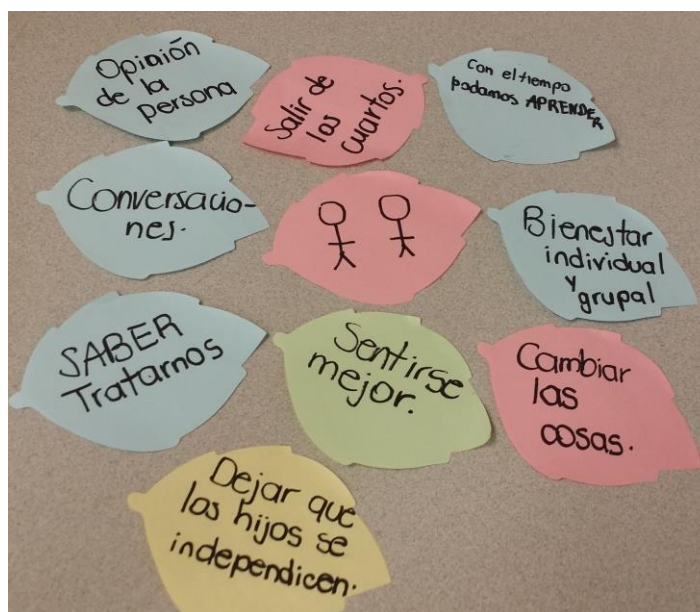 Opinión
de la
persona
Salir de
los
cuartos.
Con el tiempo
podamos APRENDER
Conversacio-
nes.
Bienestar
individual
y
grupal
SABER
Tratarnos
Sentirse
mejor.
Cambiar
las
cosas.
Dejar que
los hijos se
independicen.